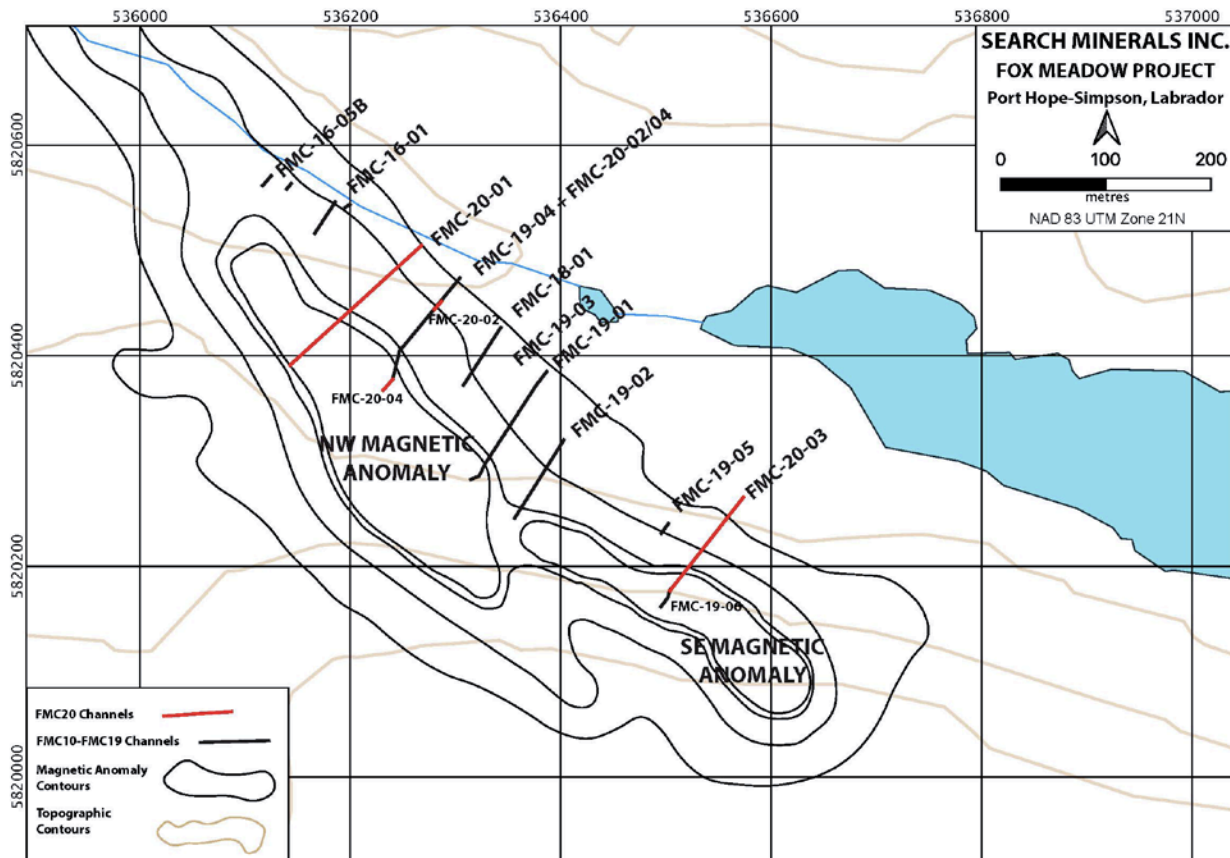 536000 536200 536400 536600 536800 537000
SEARCH MINERALS INC.
FOX MEADOW PROJECT
Port Hope-Simpson, Labrador
0 100 200
metres
NAD 83 UTM Zone 21N
5820600
5820400
5820200
5820000
FMC-16-05B
FMC-16-01
FMC-20-01
FMC-19-04 + FMC-20-02/04
FMC-18-01
FMC-20-02
FMC-19-03
FMC-19-01
FMC-20-04
FMC-19-02
NW MAGNETIC
ANOMALY
FMC-19-05
FMC-20-03
FMC-19-06
SE MAGNETIC
ANOMALY
FMC20 Channels
FMC10-FMC19 Channels
Magnetic Anomaly
Contours
Topographic
Contours